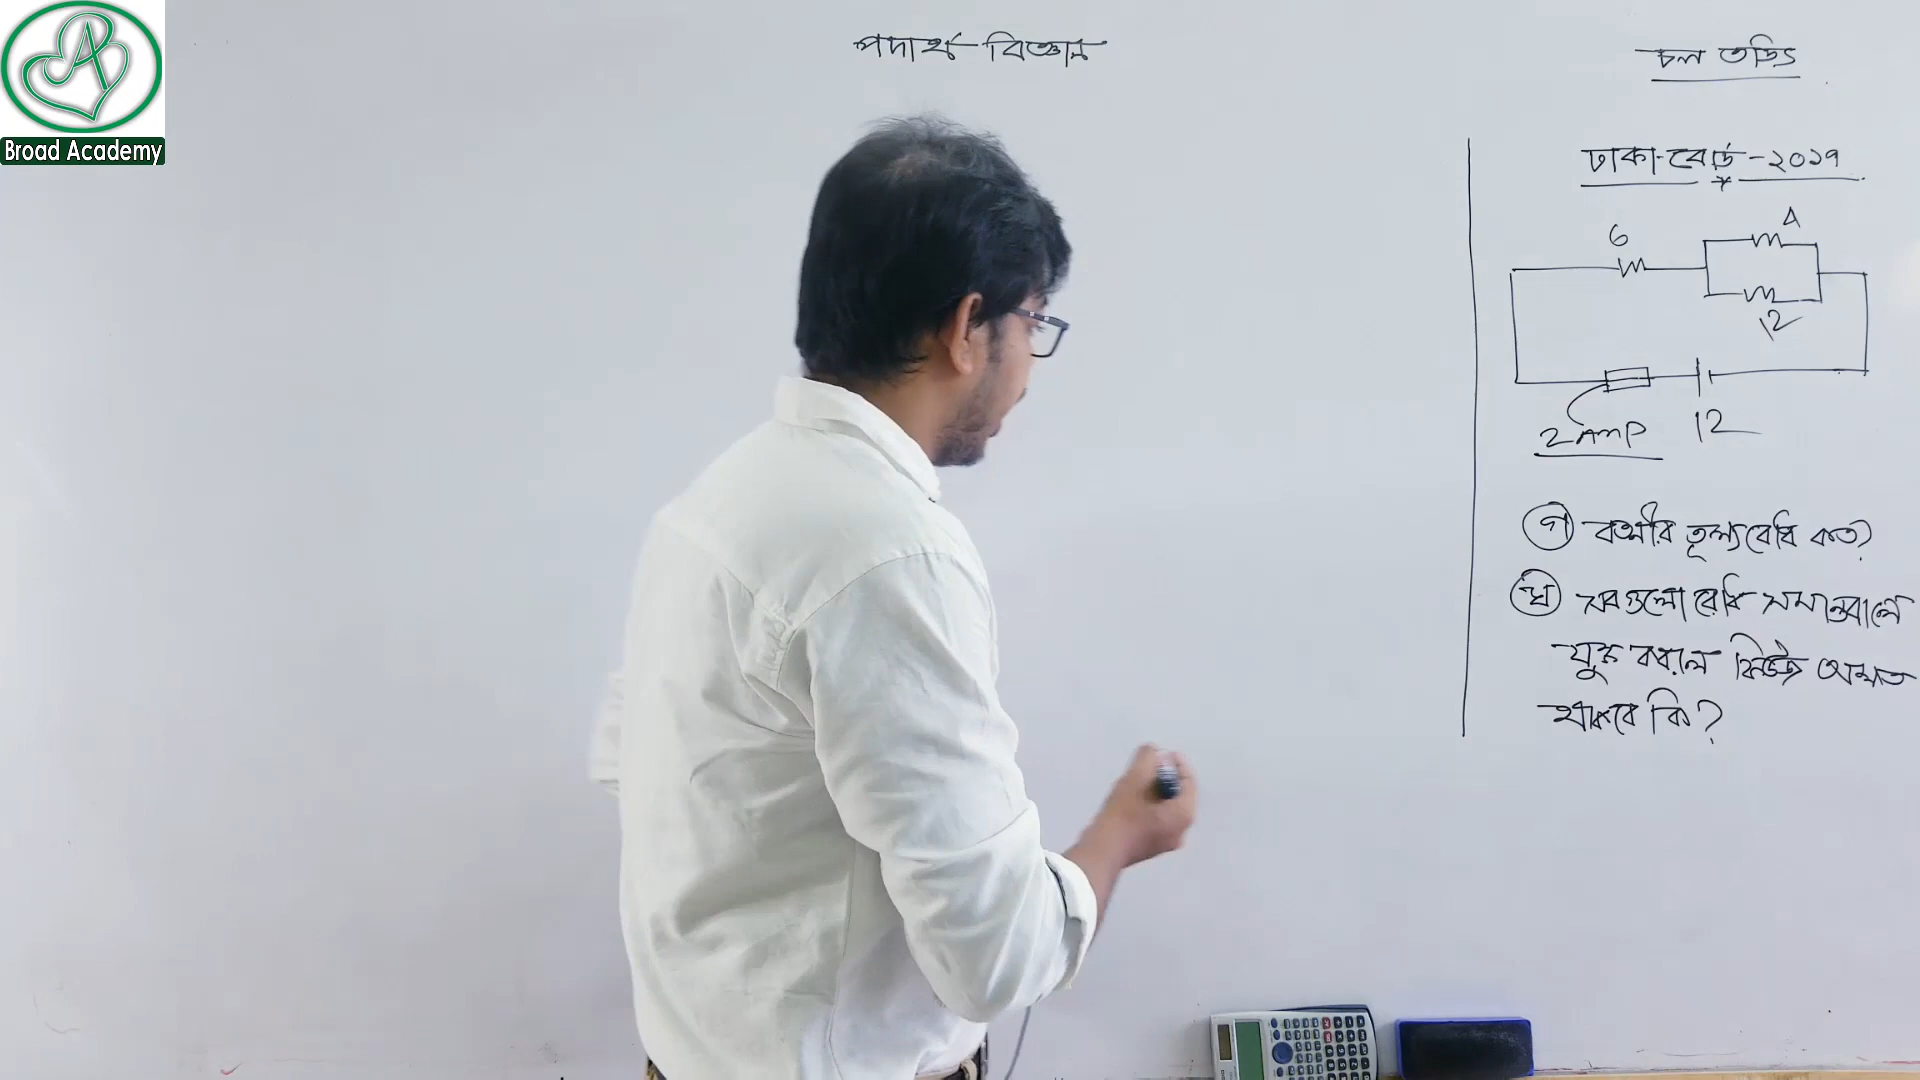 Broad Academy
পদার্থ বিজ্ঞান
চল তড়িৎ
ঢাকা-বোর্ড-২০১৭
6
4
12
2 AMP
12
গ বর্তনীর তুল্যরোধ কত?
ঘ সবগুলো রোধ সমান্তরালে
যুক্ত করলে ফিউজ অক্ষত
থাকবে কি?